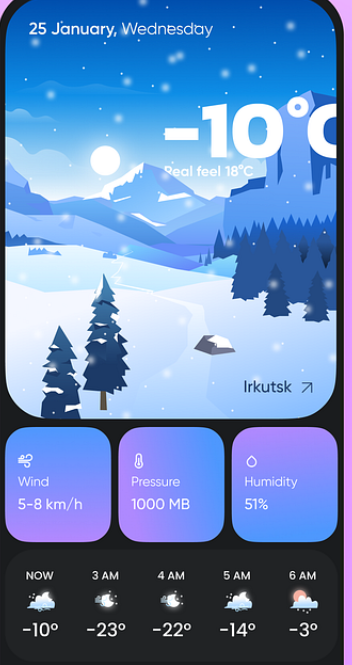 25 January, Wednesday
-10°C
Real feel 18°C
Irkutsk
Wind
5-8 km/h
Pressure
1000 MB
Humidity
51%
NOW 3 AM 4 AM 5 AM 6 AM
-10° -23° -22° -14° -3°